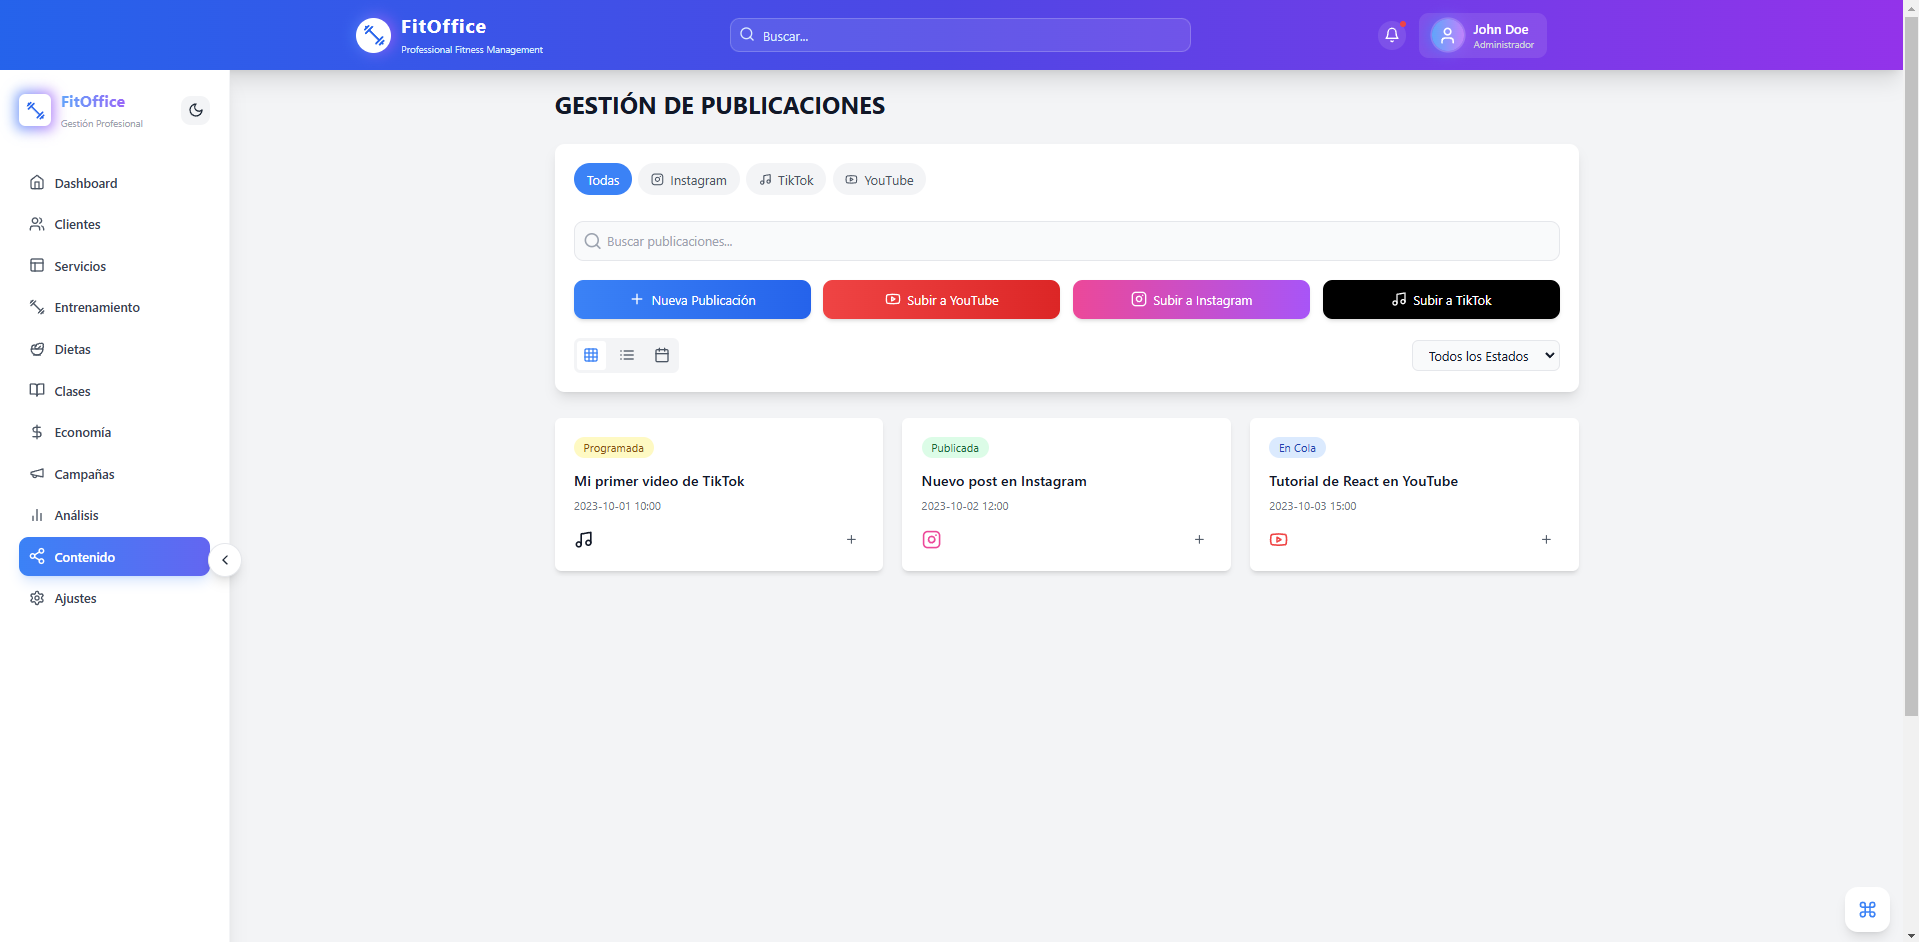 FitOffice
Professional Fitness Management
Buscar...
John Doe
Administrador
FitOffice
Gestión Profesional
Dashboard
Clientes
Servicios
Entrenamiento
Dietas
Clases
Economía
Campañas
Análisis
Contenido
Ajustes
GESTIÓN DE PUBLICACIONES
Todas Instagram TikTok YouTube
Buscar publicaciones...
Nueva Publicación Subir a YouTube Subir a Instagram Subir a TikTok
Todos los Estados
Programada
Mi primer video de TikTok
2023-10-01 10:00
Publicada
Nuevo post en Instagram
2023-10-02 12:00
En Cola
Tutorial de React en YouTube
2023-10-03 15:00